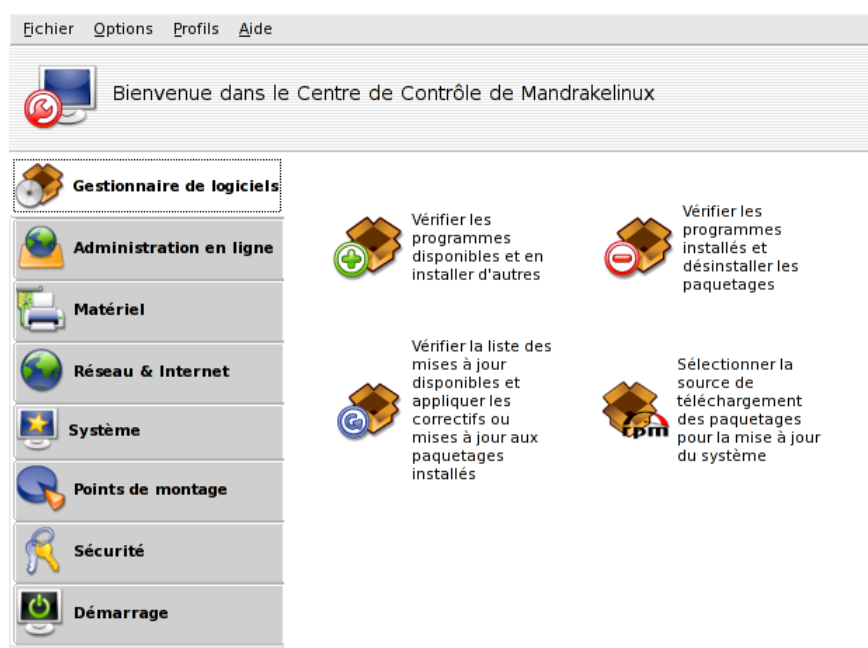 Fichier Options Profils Aide
Bienvenue dans le Centre de Contrôle de Mandrakelinux
Gestionnaire de logiciels
Administration en ligne
Matériel
Réseau & Internet
Système
Points de montage
Sécurité
Démarrage
Vérifier les
programmes
disponibles et en
installer d'autres
Vérifier les
programmes
installés et
désinstaller les
paquetages
Vérifier la liste des
mises à jour
disponibles et
appliquer les
correctifs ou
mises à jour aux
paquetages
installés
rpm
Sélectionner la
source de
téléchargement
des paquetages
pour la mise à jour
du système